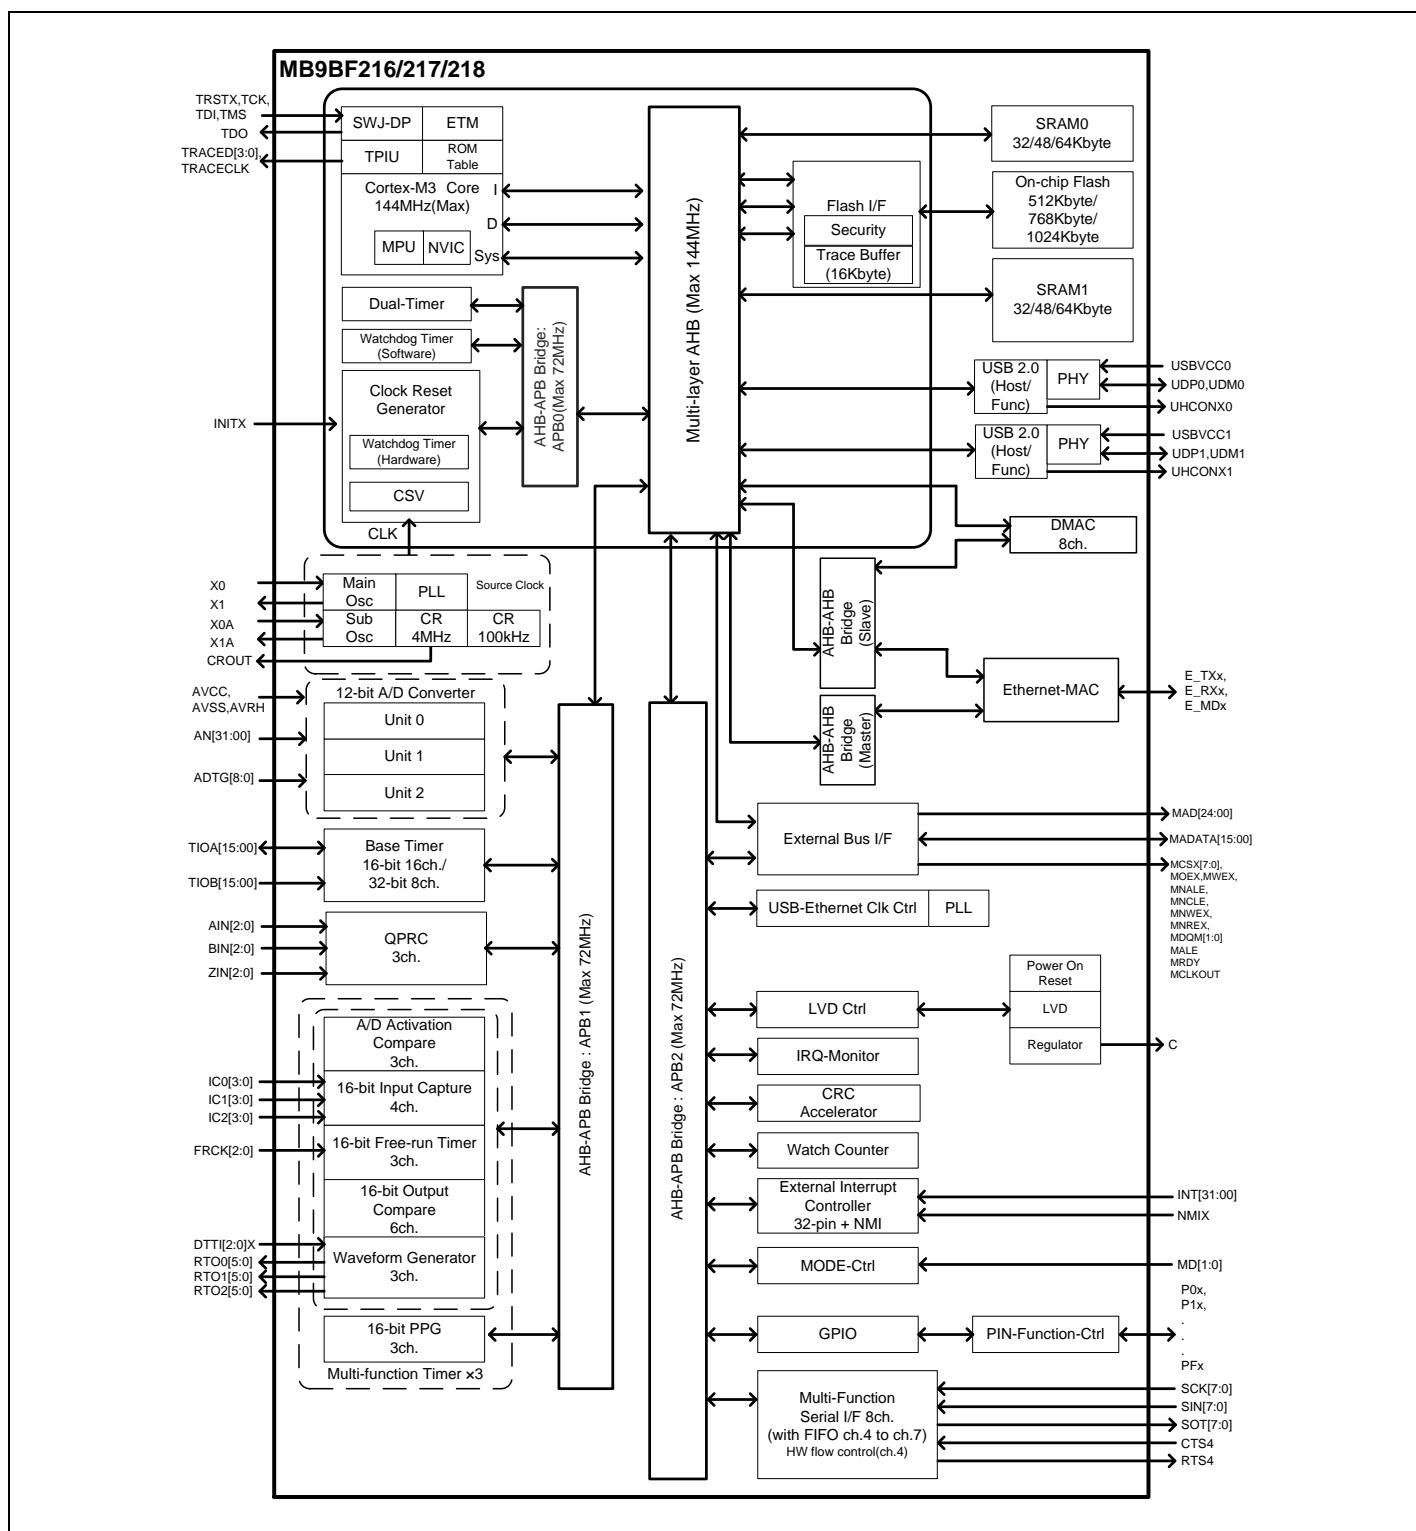 MB9BF216/217/218
TRSTX,TCK,
TDI,TMS
TDO
TRACED[3:0],
TRACECLK
SWJ-DP
ETM
TPIU
ROM
Table
Cortex-M3 Core
144MHz(Max)
I
D
Sys
MPU
NVIC
Multi-layer AHB (Max 144MHz)
Flash I/F
Security
Trace Buffer
(16Kbyte)
SRAM0
32/48/64Kbyte
On-chip Flash
512Kbyte/
768Kbyte/
1024Kbyte
SRAM1
32/48/64Kbyte
Dual-Timer
Watchdog Timer
(Software)
Clock Reset
Generator
Watchdog Timer
(Hardware)
CSV
CLK
INITX
AHB-APB Bridge:
APB0(Max 72MHz)
USB 2.0
(Host/
Func)
PHY
USBVCC0
UDP0,UDM0
UHCONX0
USB 2.0
(Host/
Func)
PHY
USBVCC1
UDP1,UDM1
UHCONX1
DMAC
8ch.
X0
X1
X0A
X1A
CROUT
Main
Osc
PLL
Source Clock
Sub
Osc
CR
4MHz
CR
100kHz
AHB-AHB
Bridge
(Slave)
AHB-AHB
Bridge
(Master)
Ethernet-MAC
E_TXx,
E_RXx,
E_MDx
AVCC,
AVSS,AVRH
AN[31:00]
ADTG[8:0]
12-bit A/D Converter
Unit 0
Unit 1
Unit 2
TIOA[15:00]
TIOB[15:00]
Base Timer
16-bit 16ch./
32-bit 8ch.
AIN[2:0]
BIN[2:0]
ZIN[2:0]
QPRC
3ch.
AHB-APB Bridge : APB1 (Max 72MHz)
AHB-APB Bridge : APB2 (Max 72MHz)
External Bus I/F
MAD[24:00]
MADATA[15:00]
MCSX[7:0],
MOEX,MWEX,
MNALE,
MNCLE,
MNWEX,
MNREX,
MDQM[1:0]
MALE
MRDY
MCLKOUT
USB-Ethernet Clk Ctrl
PLL
Power On
Reset
LVD
Regulator
C
LVD Ctrl
IRQ-Monitor
CRC
Accelerator
Watch Counter
External Interrupt
Controller
32-pin + NMI
INT[31:00]
NMIX
MODE-Ctrl
MD[1:0]
GPIO
PIN-Function-Ctrl
P0x,
P1x,
.
.
.
PFx
Multi-Function
Serial I/F 8ch.
(with FIFO ch.4 to ch.7)
HW flow control(ch.4)
SCK[7:0]
SIN[7:0]
SOT[7:0]
CTS4
RTS4
IC0[3:0]
IC1[3:0]
IC2[3:0]
FRCK[2:0]
DTTI[2:0]X
RTO0[5:0]
RTO1[5:0]
RTO2[5:0]
A/D Activation
Compare
3ch.
16-bit Input Capture
4ch.
16-bit Free-run Timer
3ch.
16-bit Output
Compare
6ch.
Waveform Generator
3ch.
16-bit PPG
3ch.
Multi-function Timer ×3